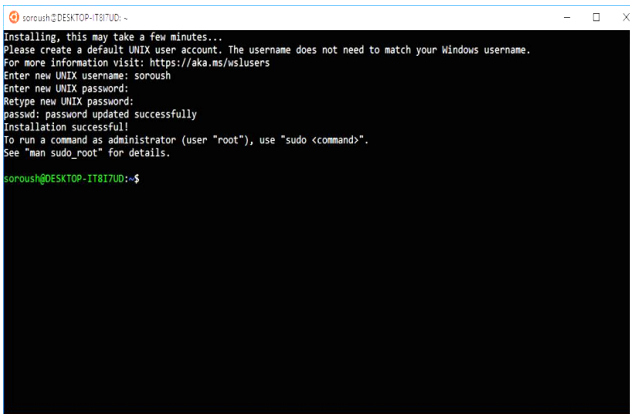 soroush@DESKTOP-IT8I7UD: ~
Installing, this may take a few minutes...
Please create a default UNIX user account. The username does not need to match your Windows username.
For more information visit: https://aka.ms/wslusers
Enter new UNIX username: soroush
Enter new UNIX password:
Retype new UNIX password:
passwd: password updated successfully
Installation successful!
To run a command as administrator (user "root"), use "sudo <command>".
See "man sudo_root" for details.
soroush@DESKTOP-IT8I7UD:~$